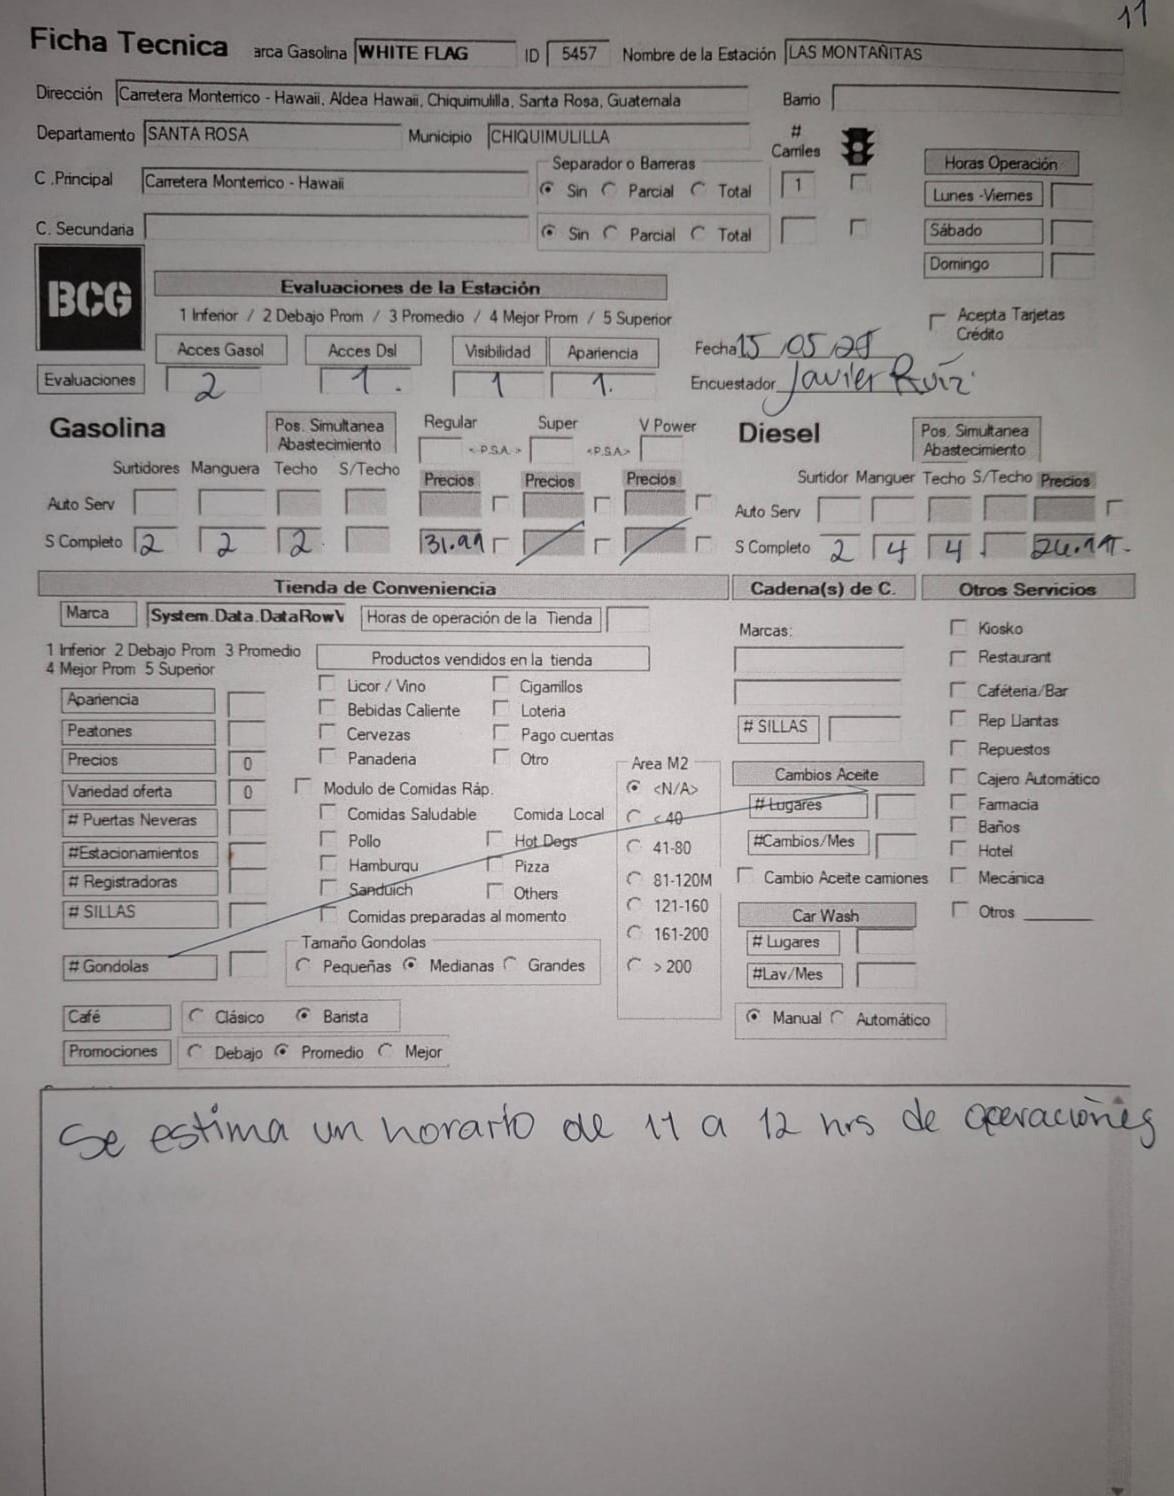 11
Ficha Tecnica arca Gasolina WHITE FLAG ID 5457 Nombre de la Estación LAS MONTAÑITAS
Dirección Carretera Monterrico - Hawaii, Aldea Hawaii, Chiquimulilla, Santa Rosa, Guatemala Barrio
Departamento SANTA ROSA Municipio CHIQUIMULILLA # Carriles
Separador o Barreras Horas Operación
C .Principal Carretera Monterrico - Hawaii Sin Parcial Total 1 Lunes -Viernes
C. Secundaria Sin Parcial Total Sábado
Domingo
BCG Evaluaciones de la Estación
1 Inferior / 2 Debajo Prom / 3 Promedio / 4 Mejor Prom / 5 Superior Acepta Tarjetas Crédito
Acces Gasol Acces Dsl Visibilidad Apariencia Fecha 15/05/25
Evaluaciones 2 1. 1 1. Encuestador Javier Ruíz
Gasolina Pos. Simultanea Abastecimiento Regular Super V Power Diesel Pos. Simultanea Abastecimiento
<-P.S.A.-> <P.S.A>
Surtidores Manguera Techo S/Techo Precios Precios Precios Surtidor Manguer Techo S/Techo Precios
Auto Serv Auto Serv
S Completo 2 2 2 31.99 S Completo 2 4 4
Tienda de Conveniencia Cadena(s) de C. Otros Servicios
Marca System.Data.DataRowV Horas de operación de la Tienda Marcas: Kiosko
1 Inferior 2 Debajo Prom 3 Promedio
4 Mejor Prom 5 Superior Productos vendidos en la tienda Restaurant
Apariencia Licor / Vino Cigarrillos Caféteria/Bar
Bebidas Caliente Loteria
Peatones Cervezas Pago cuentas # SILLAS Rep Llantas
Precios 0 Panaderia Otro Area M2 Repuestos
Variedad oferta 0 Modulo de Comidas Ráp. <N/A> Cambios Aceite Cajero Automático
# Puertas Neveras Comidas Saludable Comida Local < 40 # Lugares Farmacia
#Estacionamientos Pollo Hot Dogs 41-80 #Cambios/Mes Baños
Hamburqu Pizza Hotel
# Registradoras Sanduich Others 81-120M Cambio Aceite camiones Mecánica
# SILLAS Comidas preparadas al momento 121-160 Car Wash Otros
Tamaño Gondolas 161-200 # Lugares
# Gondolas Pequeñas Medianas Grandes > 200 #Lav/Mes
Café Clásico Barista Manual Automático
Promociones Debajo Promedio Mejor
Se estima un horario de 11 a 12 hrs de operaciones